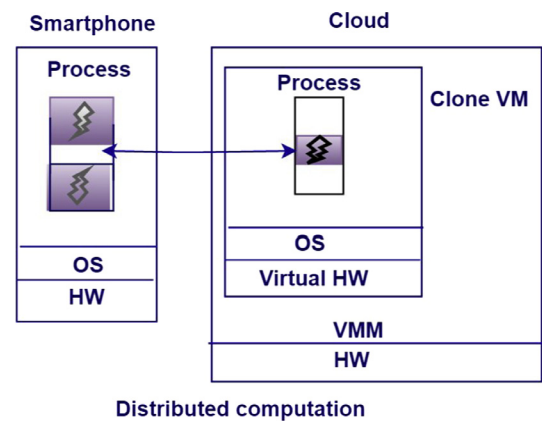 Smartphone
Cloud
Process
OS
HW
Process
Clone VM
OS
Virtual HW
VMM
HW
Distributed computation